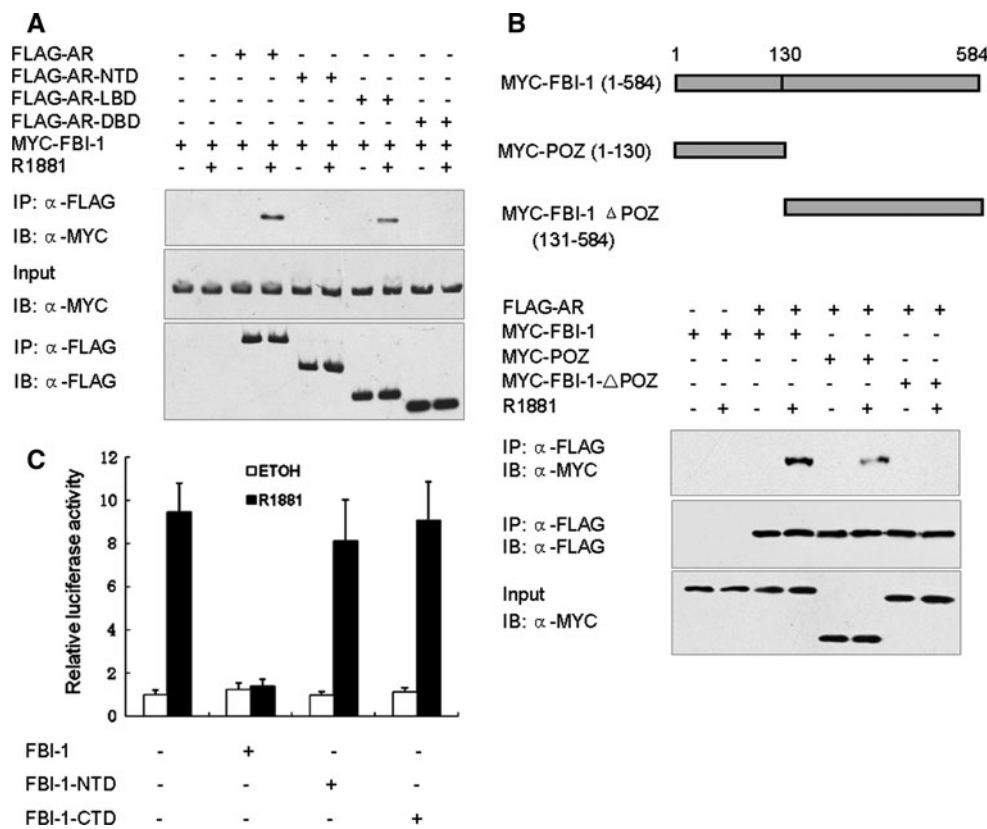 A
FLAG-AR - - + + - - - - - -
FLAG-AR-NTD - - - - + + - - - -
FLAG-AR-LBD - - - - - - + + - -
FLAG-AR-DBD - - - - - - - - + +
MYC-FBI-1 + + + + + + + + + +
R1881 - + - + - + - + - +
IP: α-FLAG
IB: α-MYC
Input
IB: α-MYC
IP: α-FLAG
IB: α-FLAG
B
1 130 584
MYC-FBI-1 (1-584)
MYC-POZ (1-130)
MYC-FBI-1 △ POZ
(131-584)
FLAG-AR - - + + + + + +
MYC-FBI-1 + + + + - - - -
MYC-POZ - - - - + + - -
MYC-FBI-1-△POZ - - - - - - + +
R1881 - + - + - + - +
IP: α-FLAG
IB: α-MYC
IP: α-FLAG
IB: α-FLAG
Input
IB: α-MYC
C
Relative luciferase activity
12
10
8
6
4
2
0
ETOH
R1881
FBI-1 - + - -
FBI-1-NTD - - + -
FBI-1-CTD - - - +